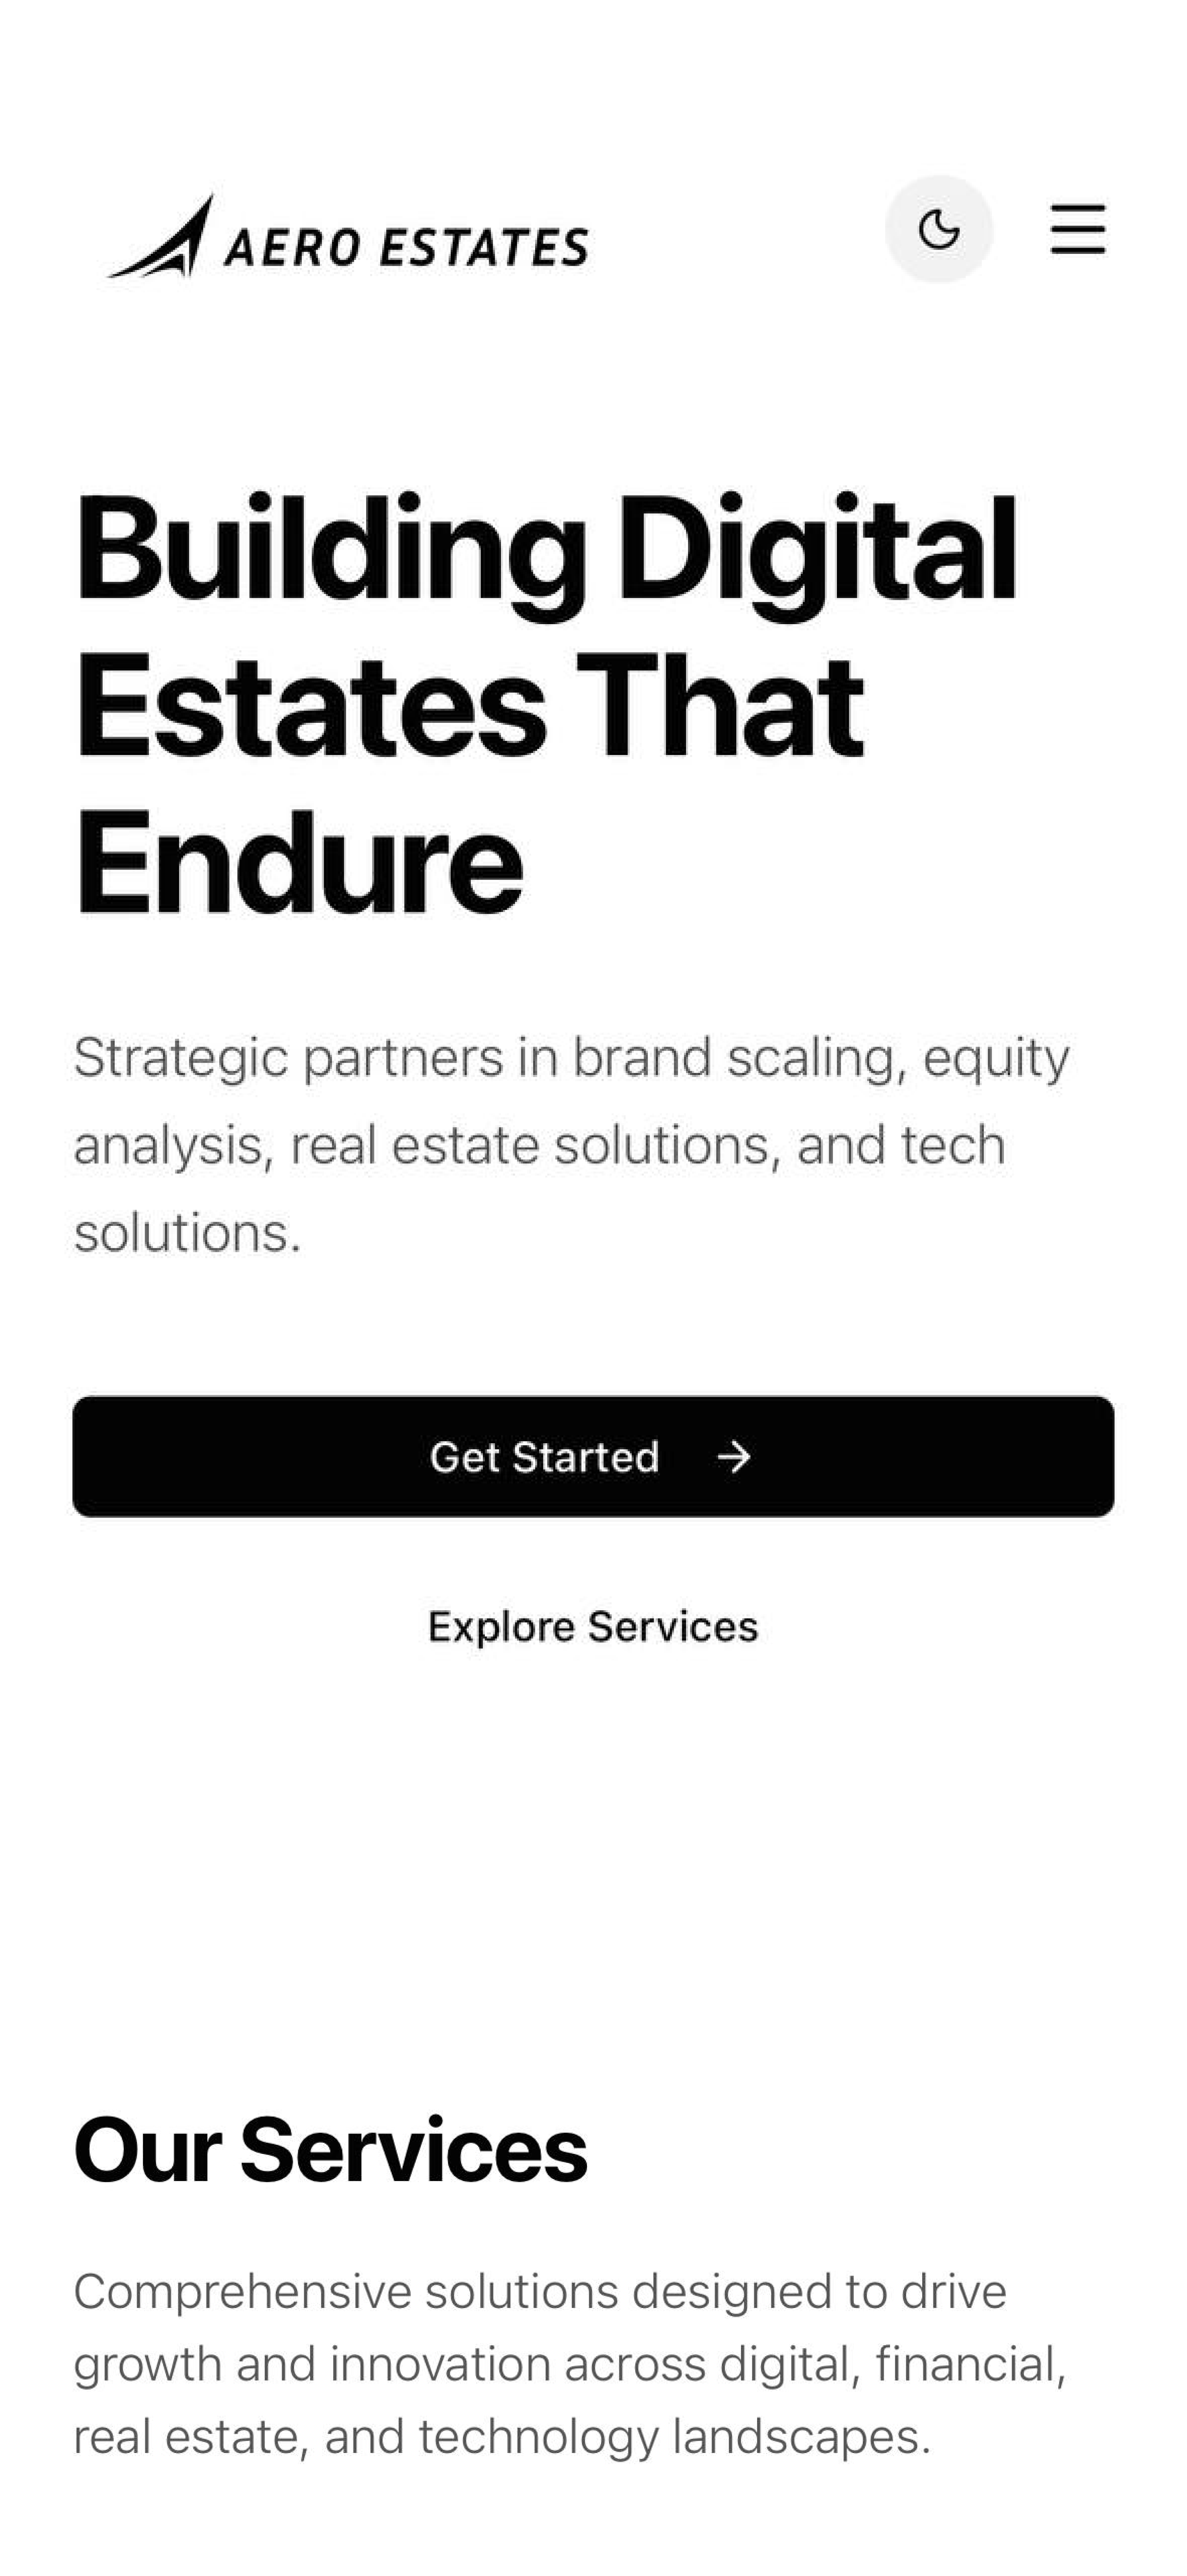 AERO ESTATES
Building Digital
Estates That
Endure
Strategic partners in brand scaling, equity
analysis, real estate solutions, and tech
solutions.
Get Started
Explore Services
Our Services
Comprehensive solutions designed to drive
growth and innovation across digital, financial,
real estate, and technology landscapes.